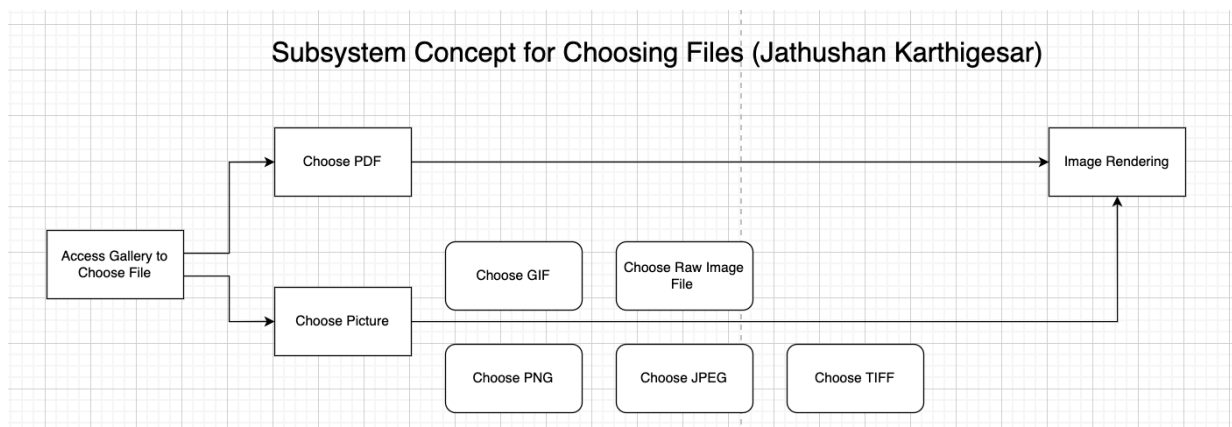 Subsystem Concept for Choosing Files (Jathushan Karthigesar)
Choose PDF
Image Rendering
Access Gallery to
Choose File
Choose GIF
Choose Raw Image
File
Choose Picture
Choose PNG
Choose JPEG
Choose TIFF